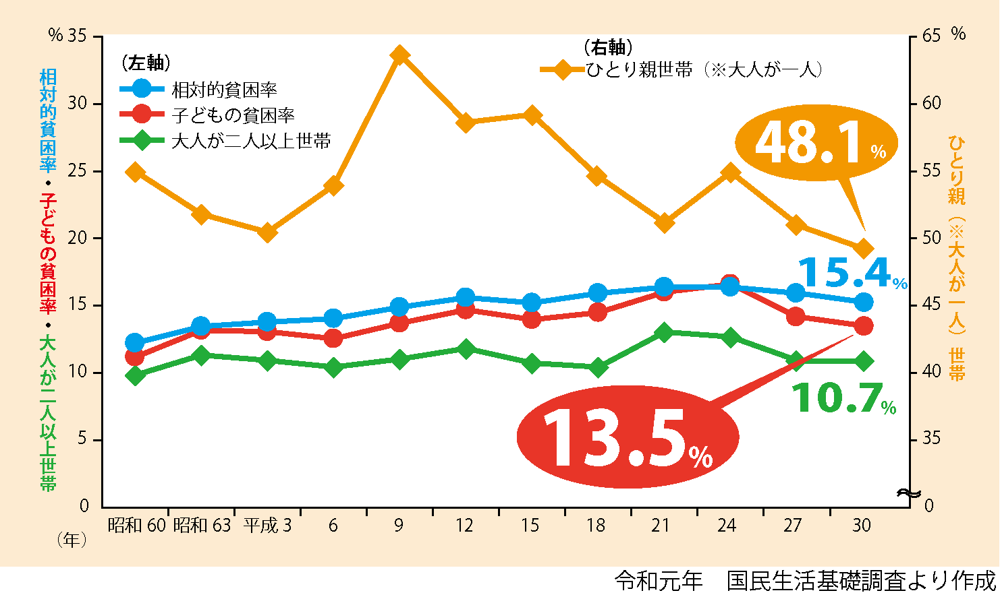 % 35
30
25
20
15
10
5
0
相対的貧困率・子どもの貧困率・大人が二人以上世帯
（左軸）
相対的貧困率
子どもの貧困率
大人が二人以上世帯
（右軸）
ひとり親世帯（※大人が一人）
65 %
60
55
50
45
40
35
0
ひとり親（※大人が一人）世帯
48.1%
15.4%
13.5%
10.7%
昭和 60 昭和 63 平成 3 6 9 12 15 18 21 24 27 30
（年）
令和元年　国民生活基礎調査より作成